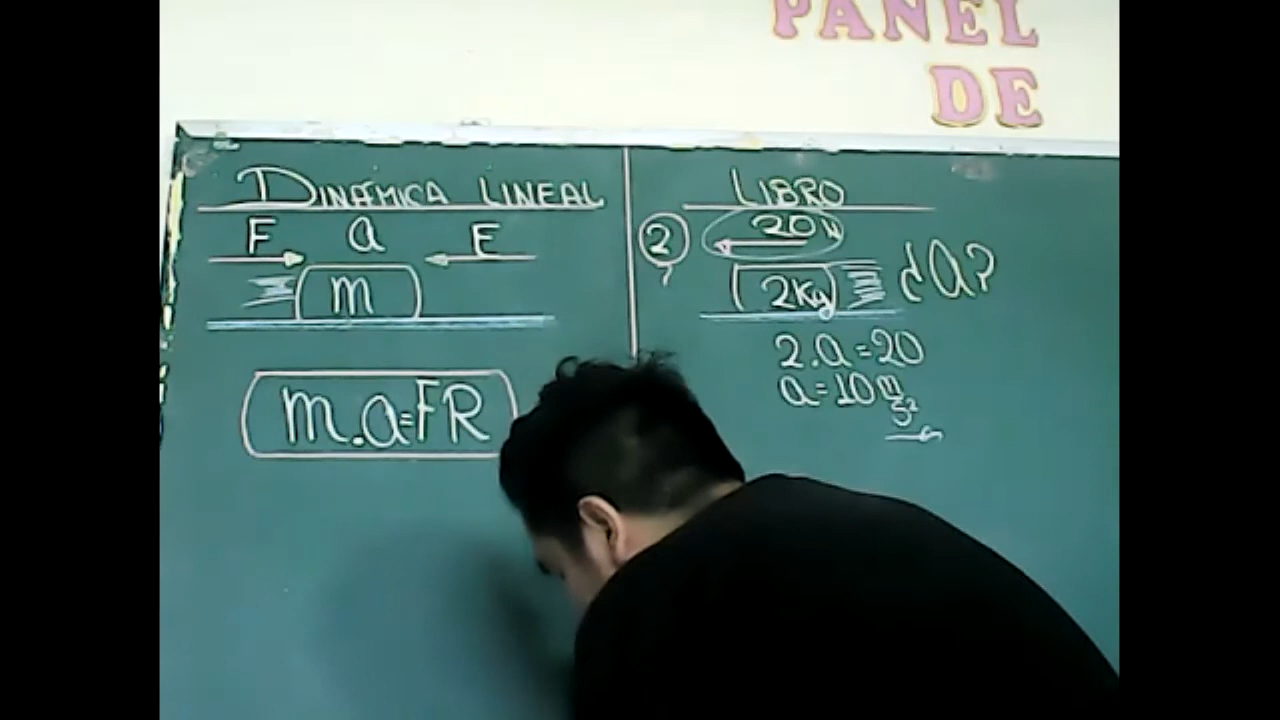 PANEL
DE
DINÁMICA LINEAL
F a F
m
m.a=FR
LIBRO
2
20N
2Kg ¿a?
2.a=20
a=10 m/s²